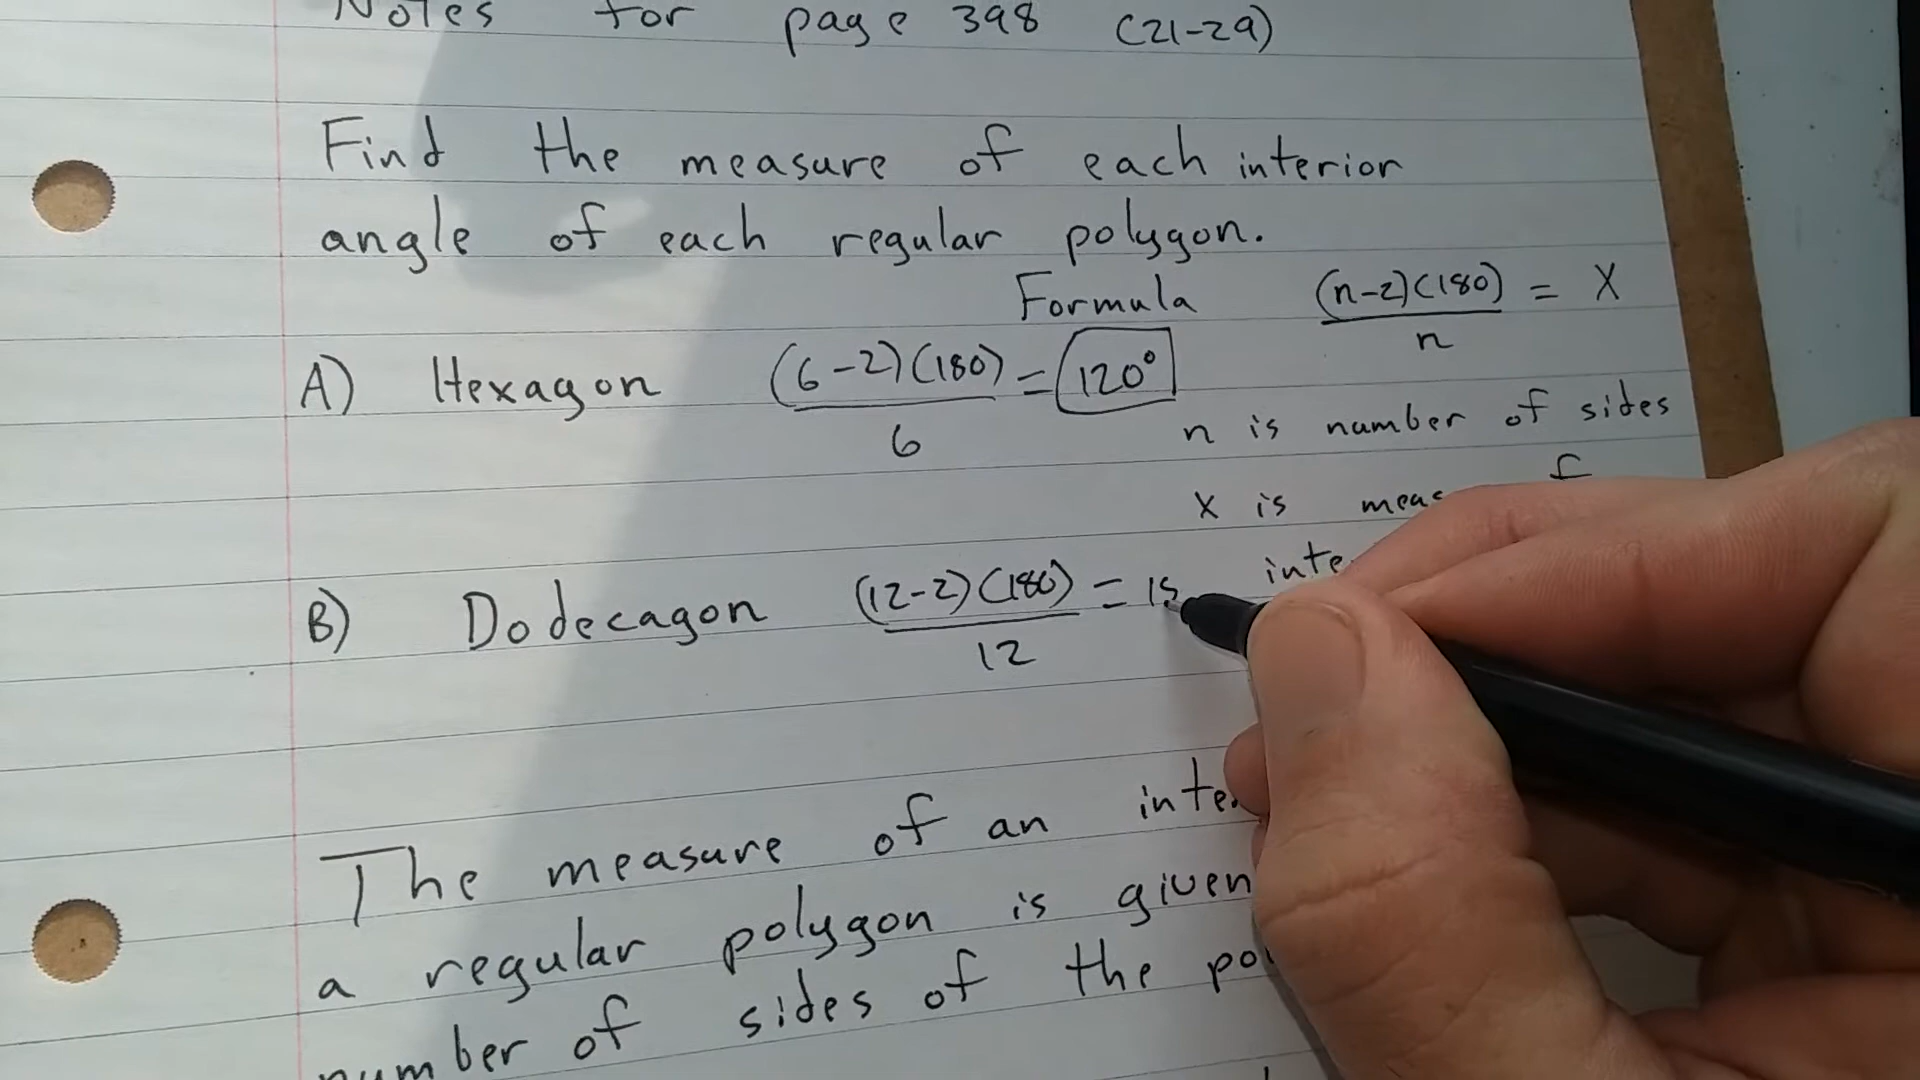 Notes for page 398 (21-29)
Find the measure of each interior
angle of each regular polygon.
Formula (n-2)(180) = X
n
A) Hexagon (6-2)(180) = 120°
6
n is number of sides
X is
B) Dodecagon (12-2)(180) = 15
12
The measure of an
a regular polygon is given
number of sides of the